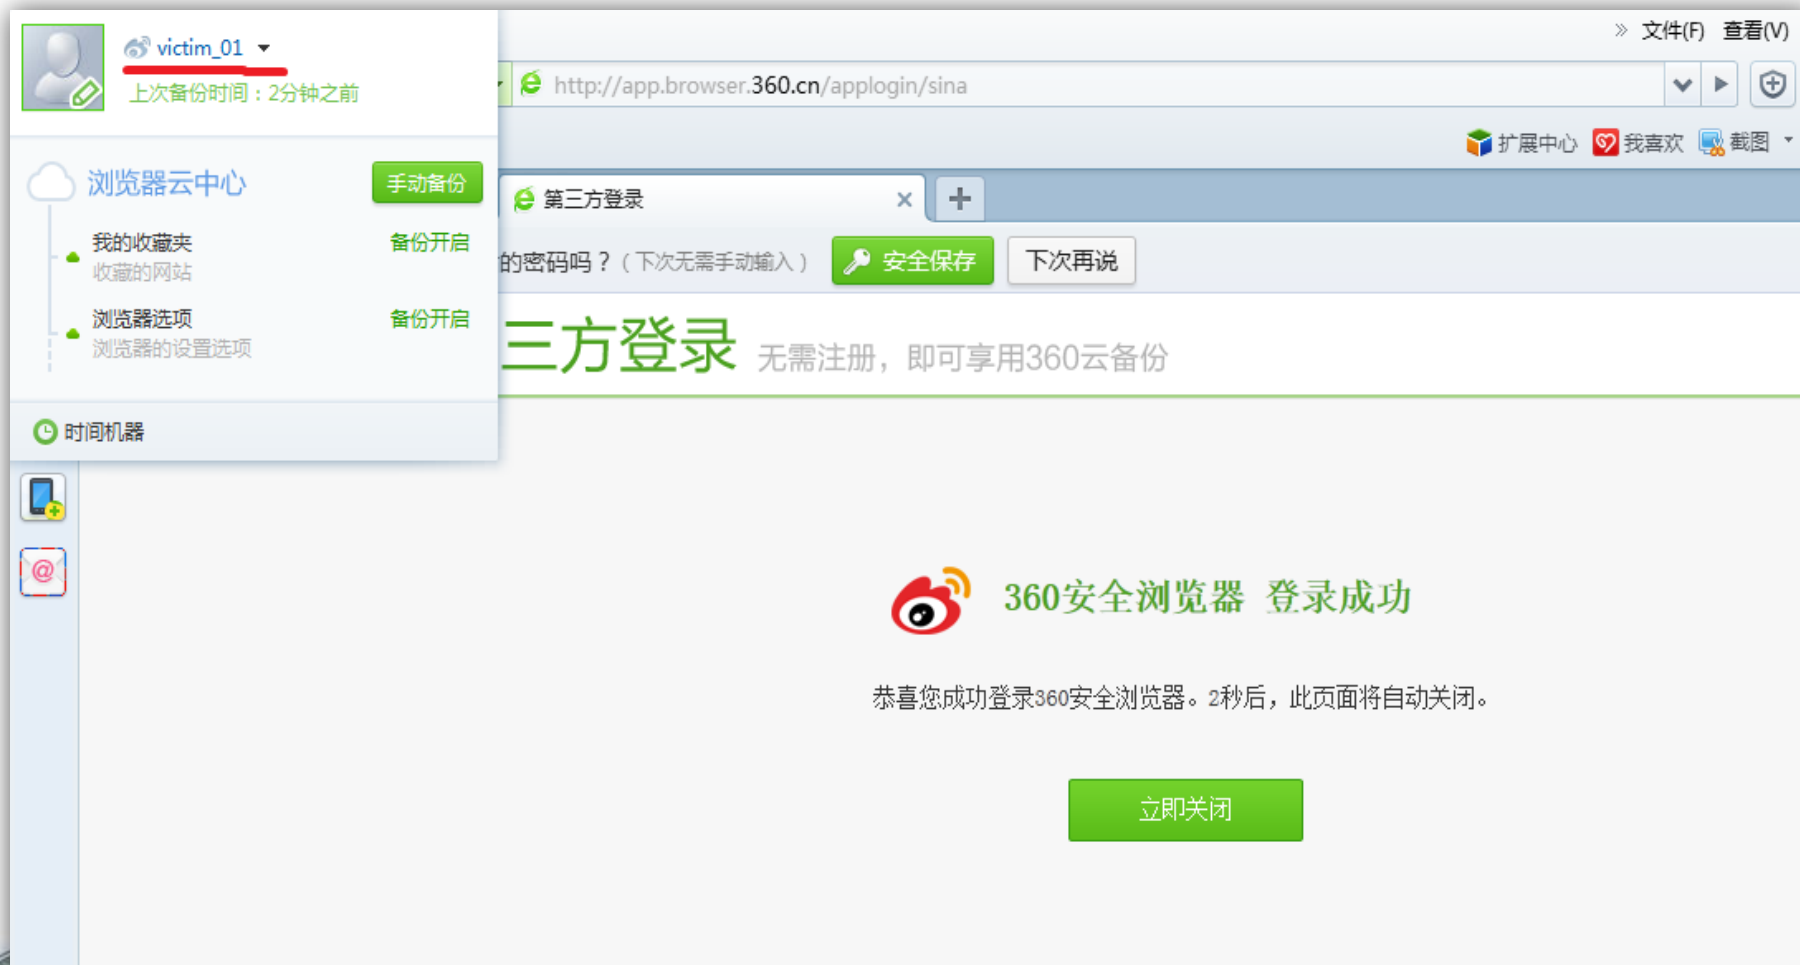 victim_01
上次备份时间：2分钟之前
» 文件(F) 查看(V)
http://app.browser.360.cn/applogin/sina
扩展中心 我喜欢 截图
浏览器云中心 手动备份
第三方登录
我的收藏夹 备份开启
收藏的网站
的密码吗？（下次无需手动输入） 安全保存 下次再说
浏览器选项 备份开启
浏览器的设置选项
三方登录 无需注册，即可享用360云备份
时间机器
@
360安全浏览器 登录成功
恭喜您成功登录360安全浏览器。2秒后，此页面将自动关闭。
立即关闭